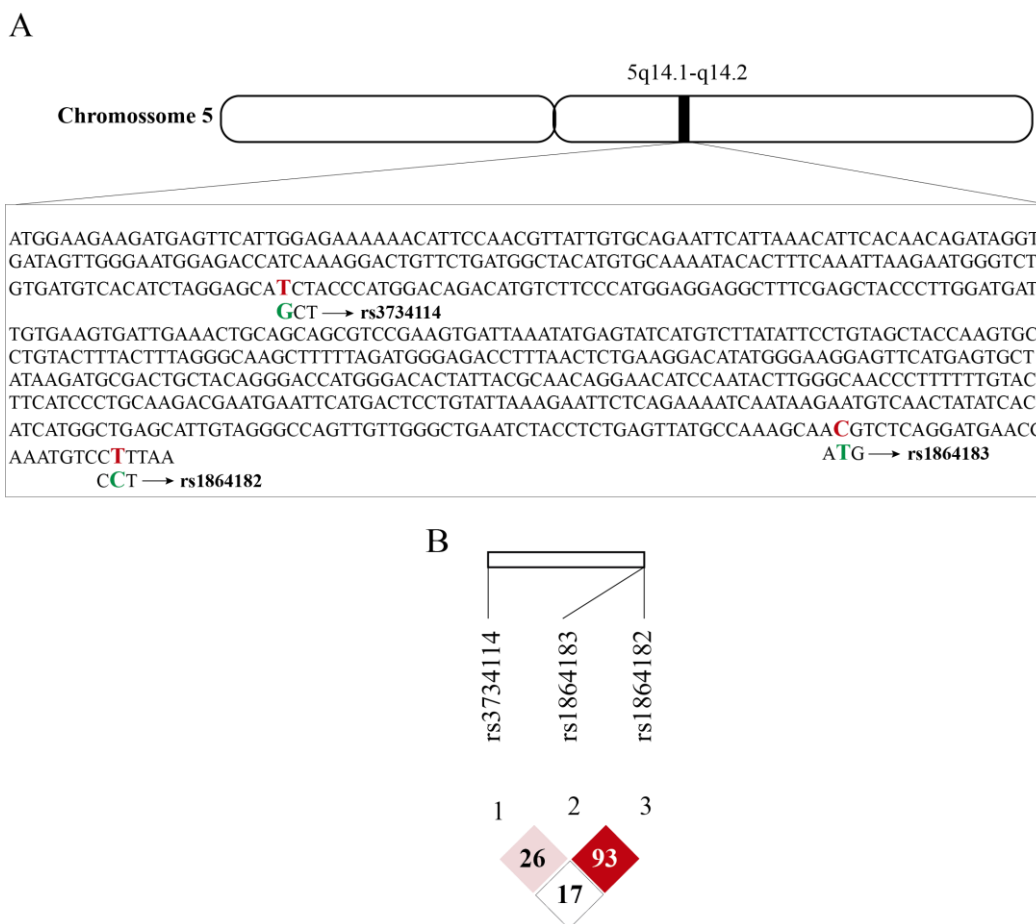 A
5q14.1-q14.2
Chromossome 5
ATGGAAGAAGATGAGTTCATTGGAGAAAAAACATTCCAACGTTATTGTGCAGAATTCATTAAACATTCACAACAGATAGGT
GATAGTTGGGAATGGAGACCATCAAAGGACTGTTCTGATGGCTACATGTGCAAAATACACTTTCAAATTAAGAATGGGTCT
GTGATGTCACATCTAGGAGCATCTACCCATGGACAGACATGTCTTCCCATGGAGGAGGCTTTCGAGCTACCCTTGGATGAT
GCT → rs3734114
TGTGAAGTGATTGAAACTGCAGCAGCGTCCGAAGTGATTAAATATGAGTATCATGTCTTATATTCCTGTAGCTACCAAGTGC
CTGTACTTTACTTTAGGGCAAGCTTTTTAGATGGGAGACCTTTAACTCTGAAGGACATATGGGAAGGAGTTCATGAGTGCT
ATAAGATGCGACTGCTACAGGGACCATGGGACACTATTACGCAACAGGAACATCCAATACTTGGGCAACCCTTTTTTGTAC
TTCATCCCTGCAAGACGAATGAATTCATGACTCCTGTATTAAAGAATTCTCAGAAAATCAATAAGAATGTCAACTATATCAC
ATCATGGCTGAGCATTGTAGGGCCAGTTGTTGGGCTGAATCTACCTCTGAGTTATGCCAAAGCAACGTCTCAGGATGAACG
AAATGTCCTTTAA
ATG → rs1864183
CCT → rs1864182
B
rs3734114
rs1864183
rs1864182
1 2 3
26 93
17